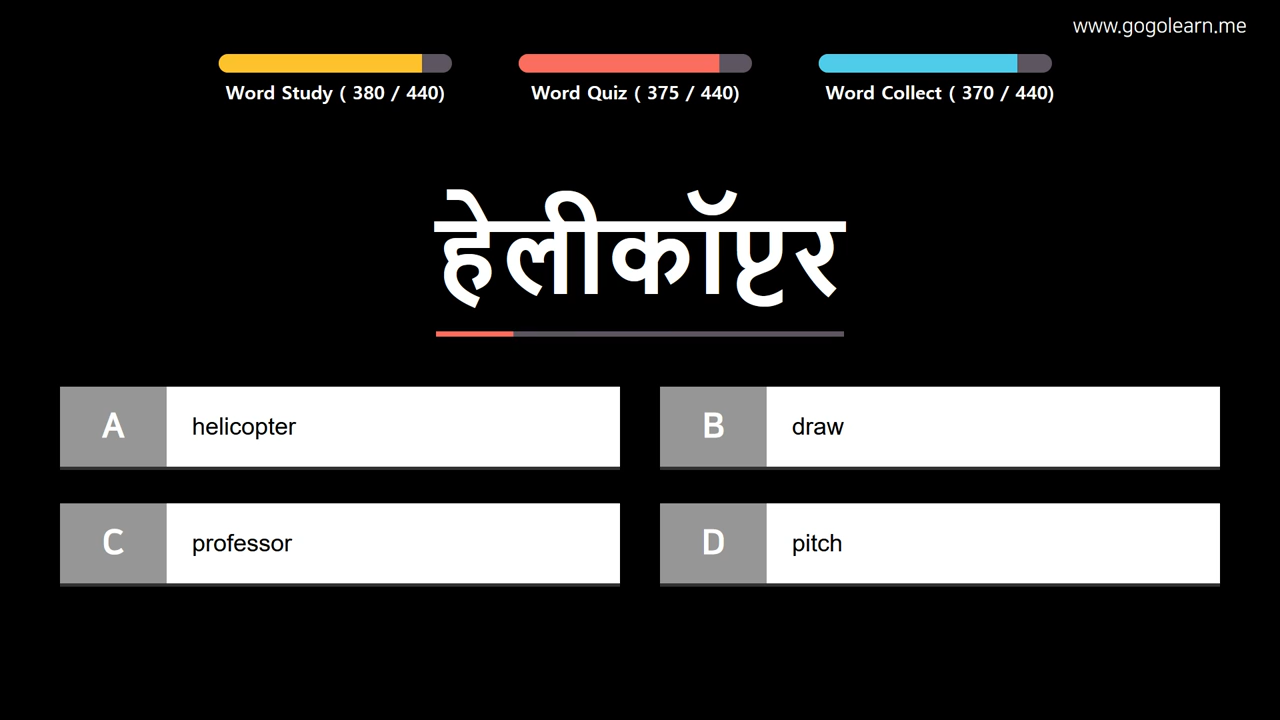 www.gogolearn.me
Word Study ( 380 / 440)
Word Quiz ( 375 / 440)
Word Collect ( 370 / 440)
हेलीकॉप्टर
A helicopter
B draw
C professor
D pitch